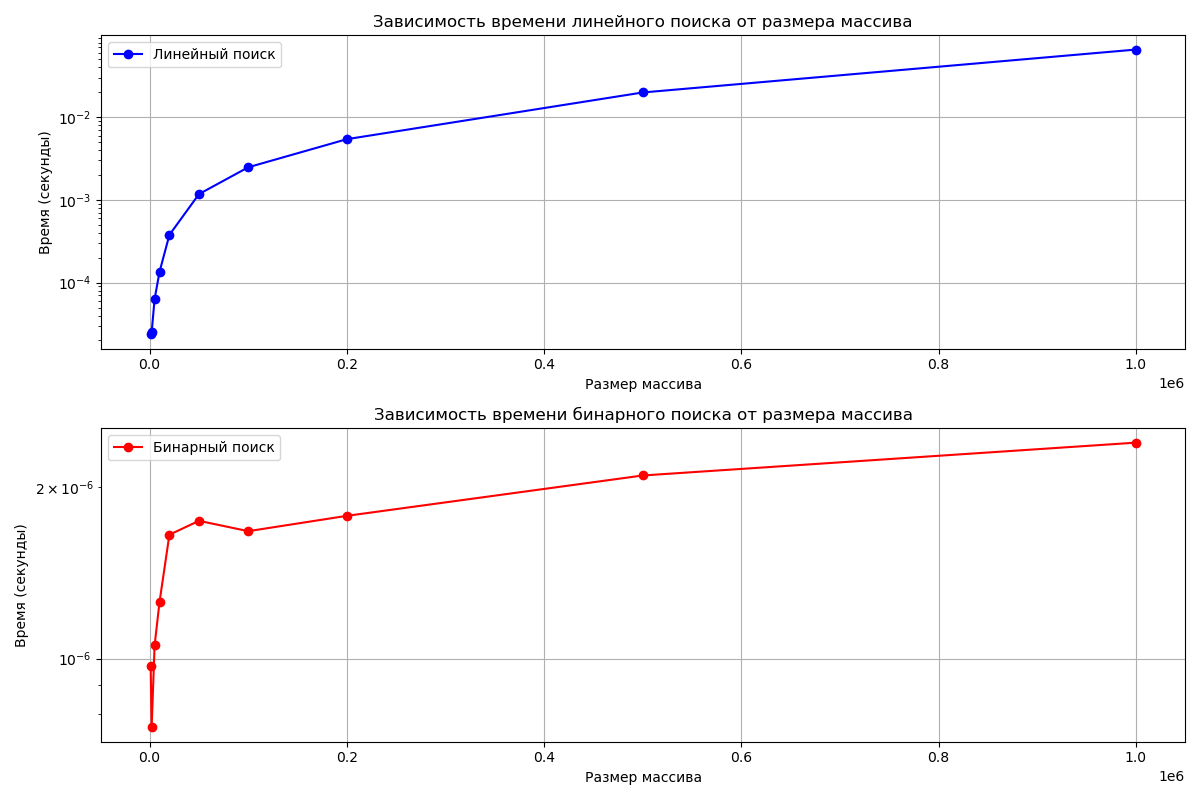 Зависимость времени линейного поиска от размера массива
Линейный поиск
Время (секунды)
10⁻²
10⁻³
10⁻⁴
0.0 0.2 0.4 0.6 0.8 1.0
1e6
Размер массива
Зависимость времени бинарного поиска от размера массива
Бинарный поиск
Время (секунды)
2 × 10⁻⁶
10⁻⁶
0.0 0.2 0.4 0.6 0.8 1.0
1e6
Размер массива